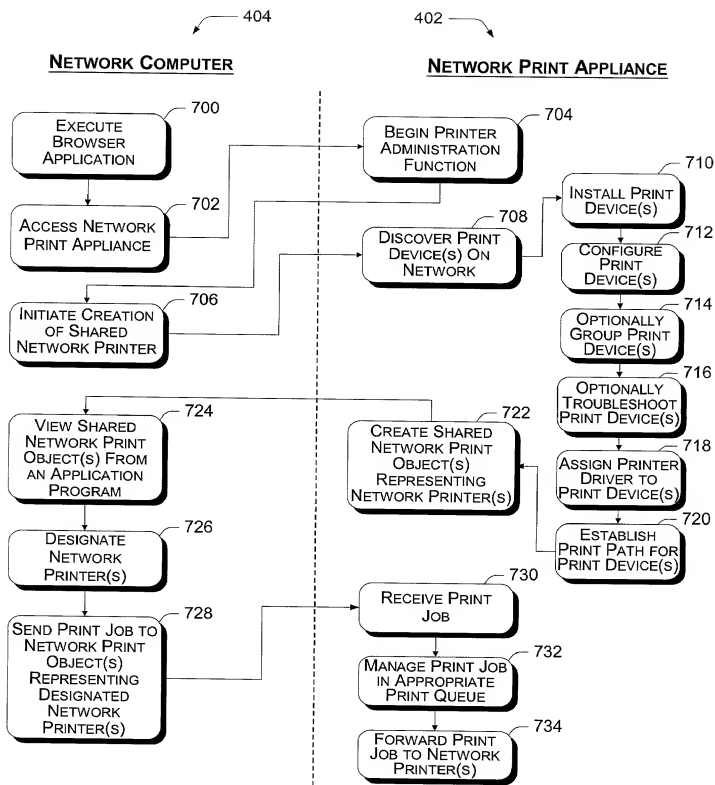 404
NETWORK COMPUTER
402
NETWORK PRINT APPLIANCE
700
EXECUTE
BROWSER
APPLICATION
702
ACCESS NETWORK
PRINT APPLIANCE
704
BEGIN PRINTER
ADMINISTRATION
FUNCTION
706
INITIATE CREATION
OF SHARED
NETWORK PRINTER
708
DISCOVER PRINT
DEVICE(S) ON
NETWORK
710
INSTALL PRINT
DEVICE(S)
712
CONFIGURE
PRINT
DEVICE(S)
714
OPTIONALLY
GROUP PRINT
DEVICE(S)
716
OPTIONALLY
TROUBLESHOOT
PRINT DEVICE(S)
718
ASSIGN PRINTER
DRIVER TO
PRINT DEVICE(S)
720
ESTABLISH
PRINT PATH FOR
PRINT DEVICE(S)
722
CREATE SHARED
NETWORK PRINT
OBJECT(S)
REPRESENTING
NETWORK PRINTER(S)
724
VIEW SHARED
NETWORK PRINT
OBJECT(S) FROM
AN APPLICATION
PROGRAM
726
DESIGNATE
NETWORK
PRINTER(S)
728
SEND PRINT JOB TO
NETWORK PRINT
OBJECT(S)
REPRESENTING
DESIGNATED
NETWORK
PRINTER(S)
730
RECEIVE PRINT
JOB
732
MANAGE PRINT JOB
IN APPROPRIATE
PRINT QUEUE
734
FORWARD PRINT
JOB TO NETWORK
PRINTER(S)